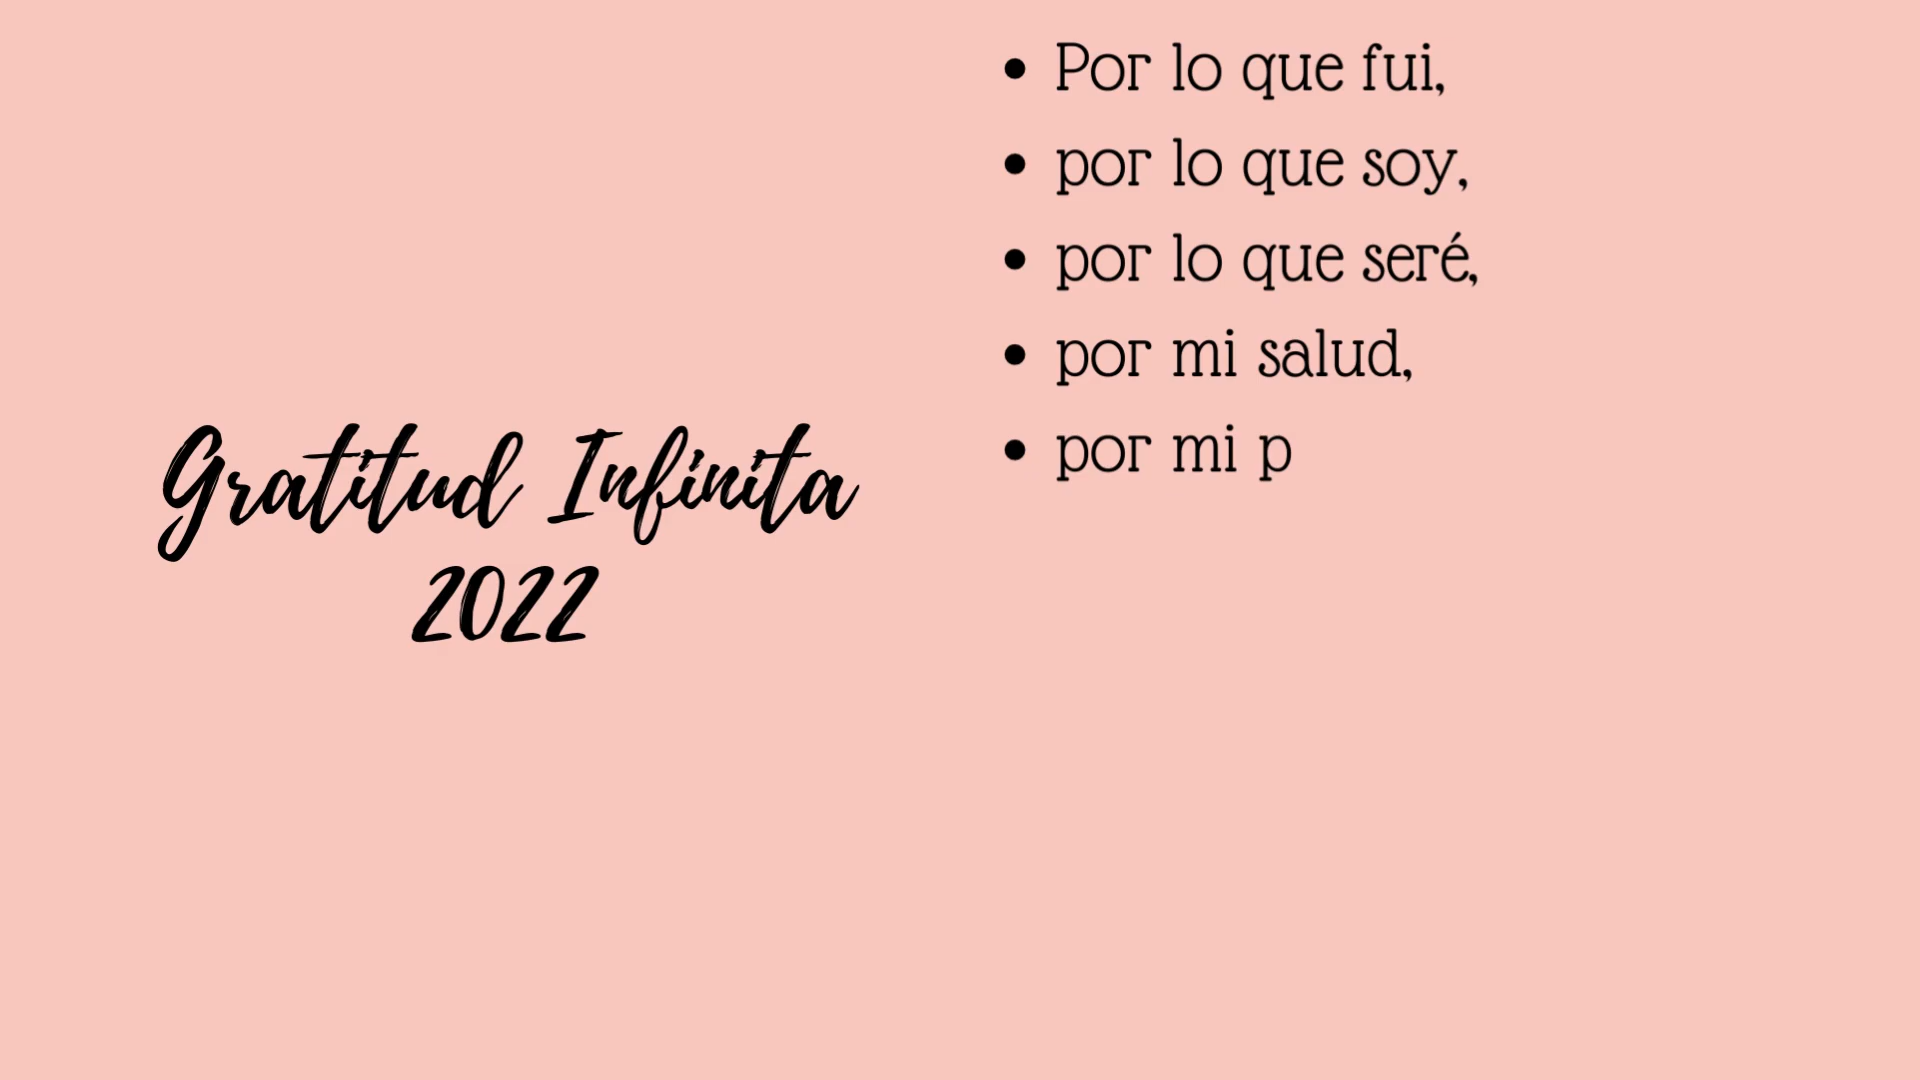 Gratitud Infinita
2022
• Por lo que fui,
• por lo que soy,
• por lo que seré,
• por mi salud,
• por mi p